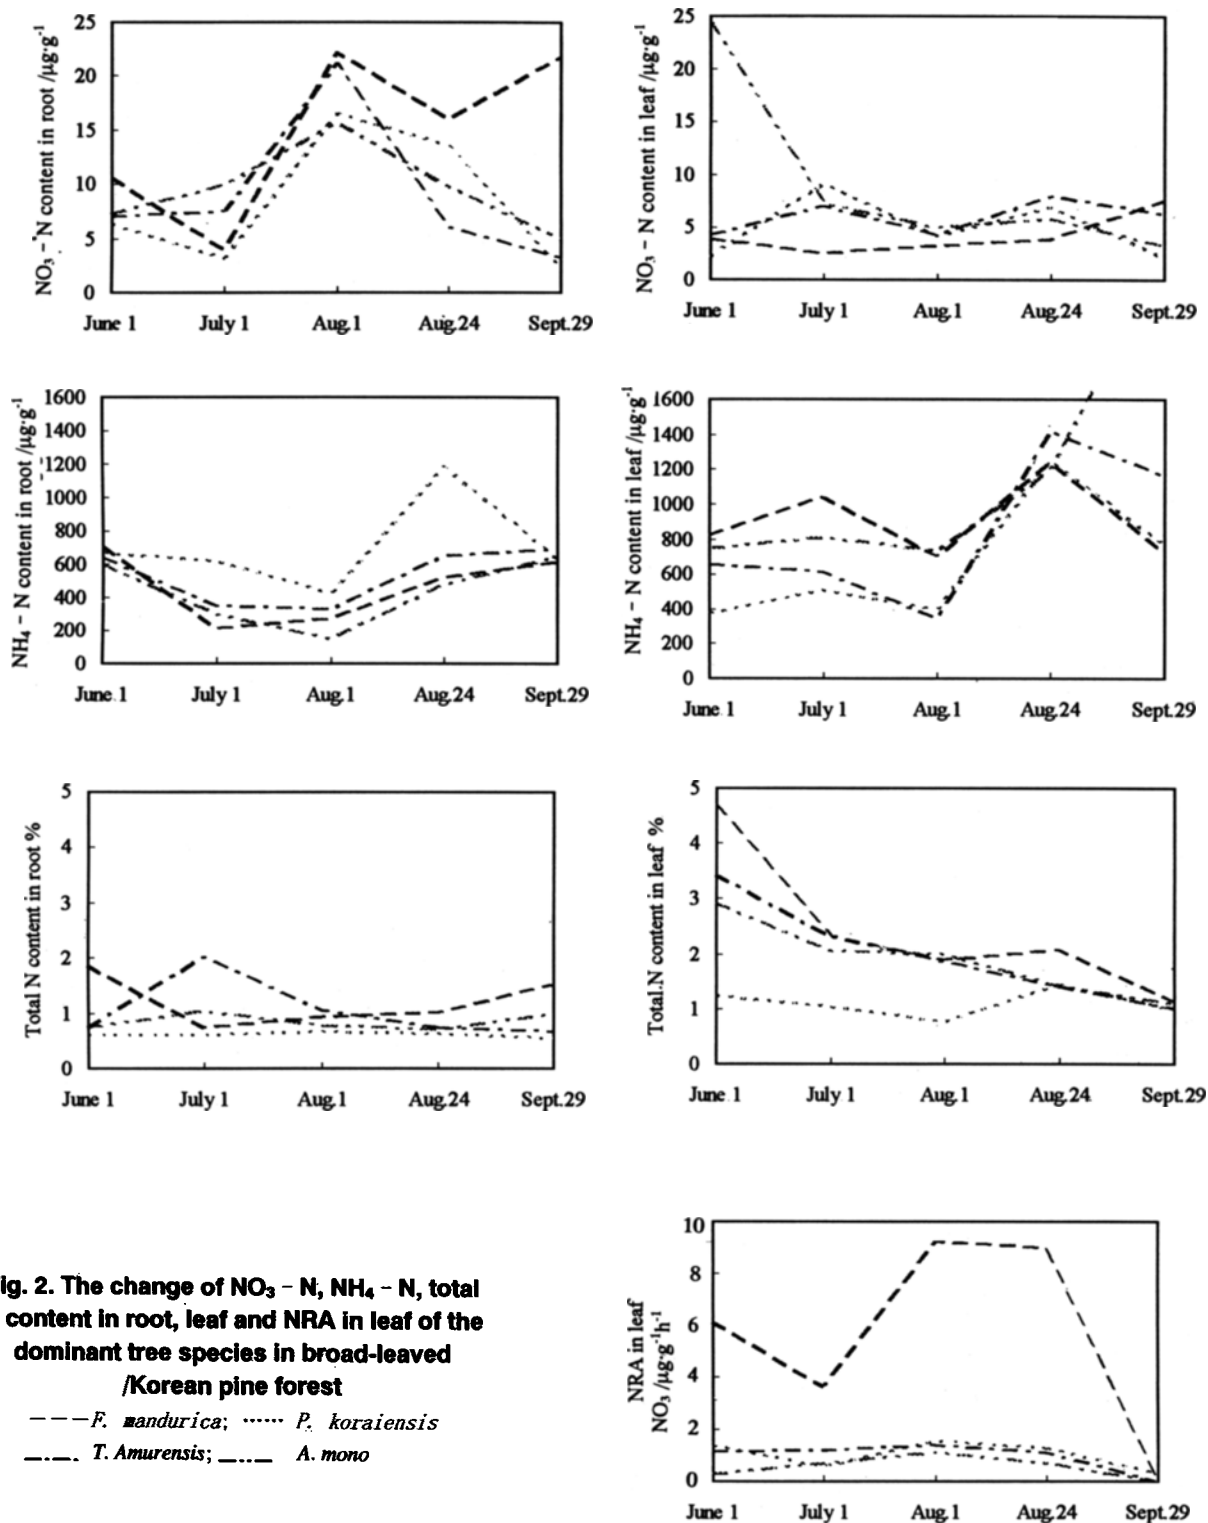 NO₃ – N content in root /μg·g⁻¹
25
20
15
10
5
0
June 1 July 1 Aug.1 Aug.24 Sept.29
NO₃ – N content in leaf /μg·g⁻¹
25
20
15
10
5
0
June 1 July 1 Aug.1 Aug.24 Sept.29
NH₄ – N content in root /μg·g⁻¹
1600
1400
1200
1000
800
600
400
200
0
June 1 July 1 Aug.1 Aug.24 Sept.29
NH₄ – N content in leaf /μg·g⁻¹
1600
1400
1200
1000
800
600
400
200
0
June 1 July 1 Aug.1 Aug.24 Sept.29
Total N content in root %
5
4
3
2
1
0
June 1 July 1 Aug.1 Aug.24 Sept.29
Total.N content in leaf %
5
4
3
2
1
0
June 1 July 1 Aug.1 Aug.24 Sept.29
NRA in leaf
NO₃ /μg·g⁻¹h⁻¹
10
8
6
4
2
0
June 1 July 1 Aug.1 Aug.24 Sept.29
ig. 2. The change of NO₃ – N, NH₄ – N, total
content in root, leaf and NRA in leaf of the
dominant tree species in broad-leaved
/Korean pine forest
F. mandurica; P. koraiensis
T. Amurensis; A. mono